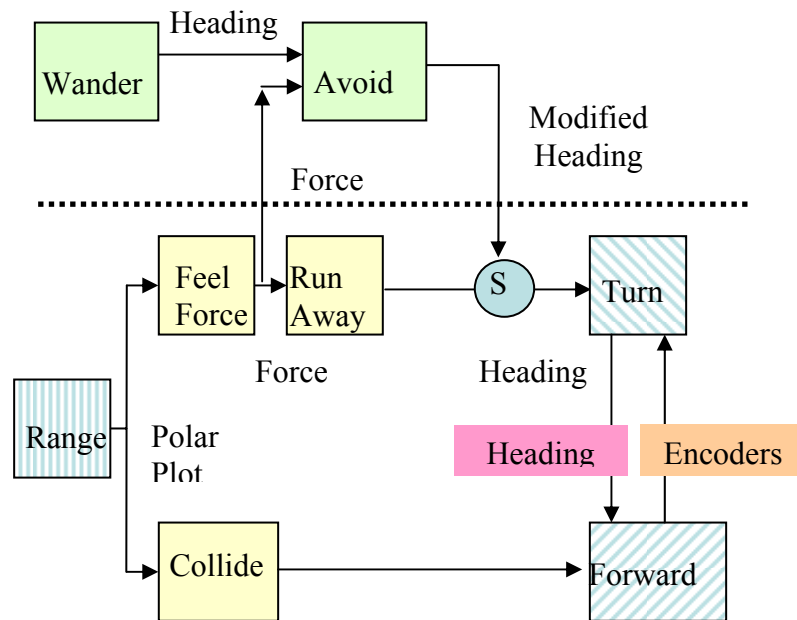 Heading
Wander
Avoid
Modified
Heading
Force
Feel
Force
Run
Away
S
Turn
Force
Heading
Range
Polar
Plot
Heading
Encoders
Collide
Forward